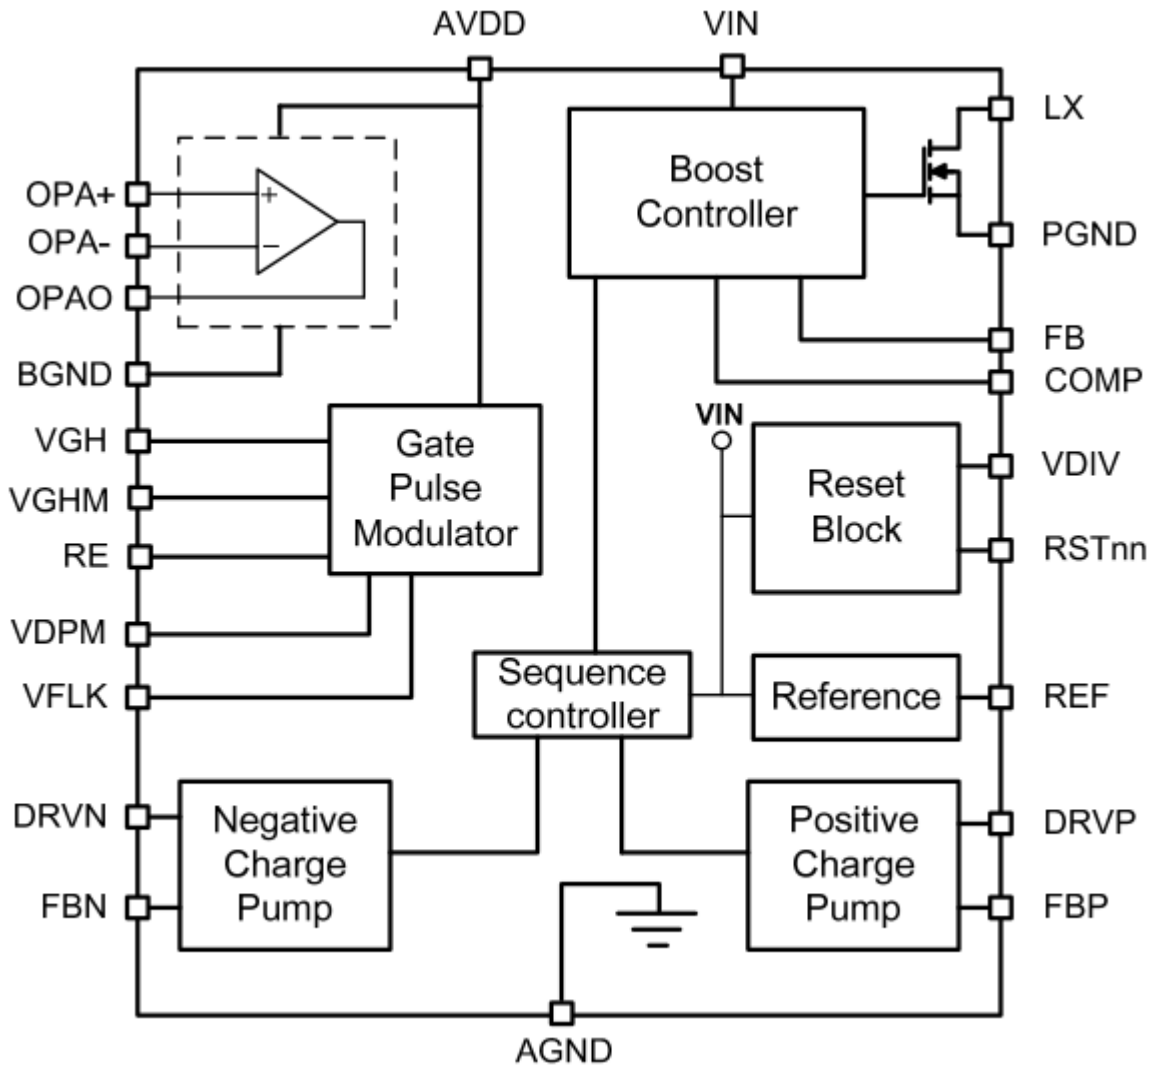 AVDD
VIN
LX
Boost
Controller
OPA+
+
OPA-
−
PGND
OPAO
FB
BGND
COMP
VIN
VGH
Gate
Pulse
Modulator
VDIV
Reset
Block
VGHM
RE
RSTnn
VDPM
VFLK
Sequence
controller
Reference
REF
DRVN
Negative
Charge
Pump
FBN
Positive
Charge
Pump
DRVP
FBP
AGND